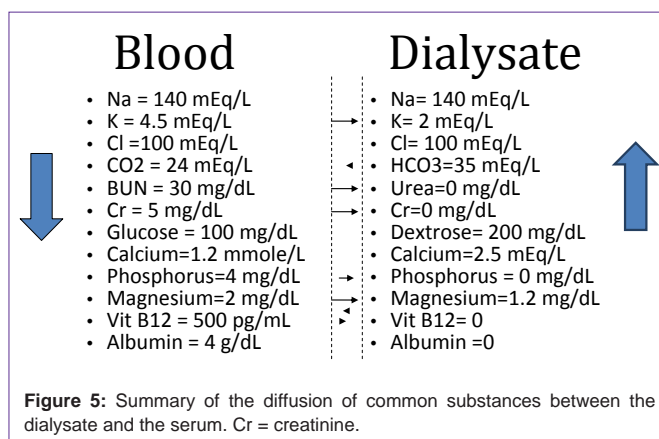 Blood
• Na = 140 mEq/L
• K = 4.5 mEq/L
• Cl =100 mEq/L
• CO2 = 24 mEq/L
• BUN = 30 mg/dL
• Cr = 5 mg/dL
• Glucose = 100 mg/dL
• Calcium=1.2 mmole/L
• Phosphorus=4 mg/dL
• Magnesium=2 mg/dL
• Vit B12 = 500 pg/mL
• Albumin = 4 g/dL
Dialysate
• Na= 140 mEq/L
• K= 2 mEq/L
• Cl= 100 mEq/L
• HCO3=35 mEq/L
• Urea=0 mg/dL
• Cr=0 mg/dL
• Dextrose= 200 mg/dL
• Calcium=2.5 mEq/L
• Phosphorus = 0 mg/dL
• Magnesium=1.2 mg/dL
• Vit B12= 0
• Albumin =0
Figure 5: Summary of the diffusion of common substances between the
dialysate and the serum. Cr = creatinine.